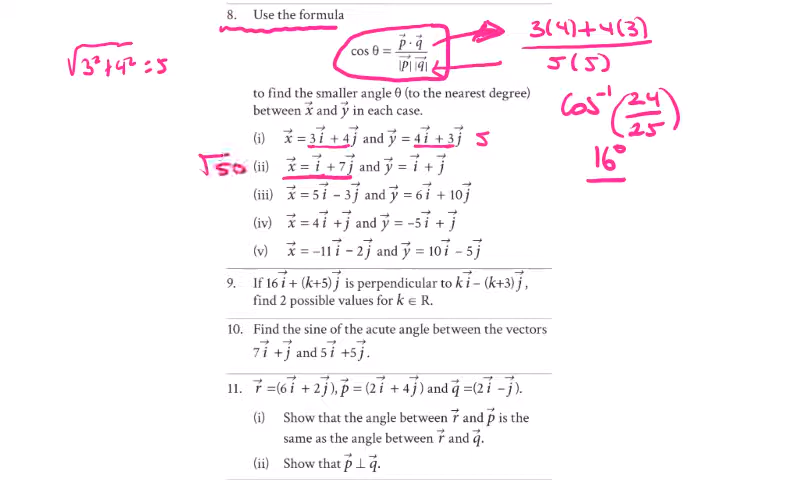 8. Use the formula
3(4)+4(3)
5(5)
√3²+4² = 5
cos θ = p⃗ · q⃗ / |p⃗| |q⃗|
to find the smaller angle θ (to the nearest degree)
between x⃗ and y⃗ in each case.
cos⁻¹ (24/25)
16°
(i) x⃗ = 3i⃗ + 4j⃗ and y⃗ = 4i⃗ + 3j⃗ 5
√50 (ii) x⃗ = i⃗ + 7j⃗ and y⃗ = i⃗ + j⃗
(iii) x⃗ = 5i⃗ − 3j⃗ and y⃗ = 6i⃗ + 10j⃗
(iv) x⃗ = 4i⃗ + j⃗ and y⃗ = −5i⃗ + j⃗
(v) x⃗ = −11i⃗ − 2j⃗ and y⃗ = 10i⃗ − 5j⃗
9. If 16i⃗ + (k+5)j⃗ is perpendicular to ki⃗ − (k+3)j⃗,
find 2 possible values for k ∈ R.
10. Find the sine of the acute angle between the vectors
7i⃗ + j⃗ and 5i⃗ +5j⃗.
11. r⃗ =(6i⃗ + 2j⃗), p⃗ = (2i⃗ + 4j⃗) and q⃗ =(2i⃗ − j⃗).
(i) Show that the angle between r⃗ and p⃗ is the
same as the angle between r⃗ and q⃗.
(ii) Show that p⃗ ⊥ q⃗.